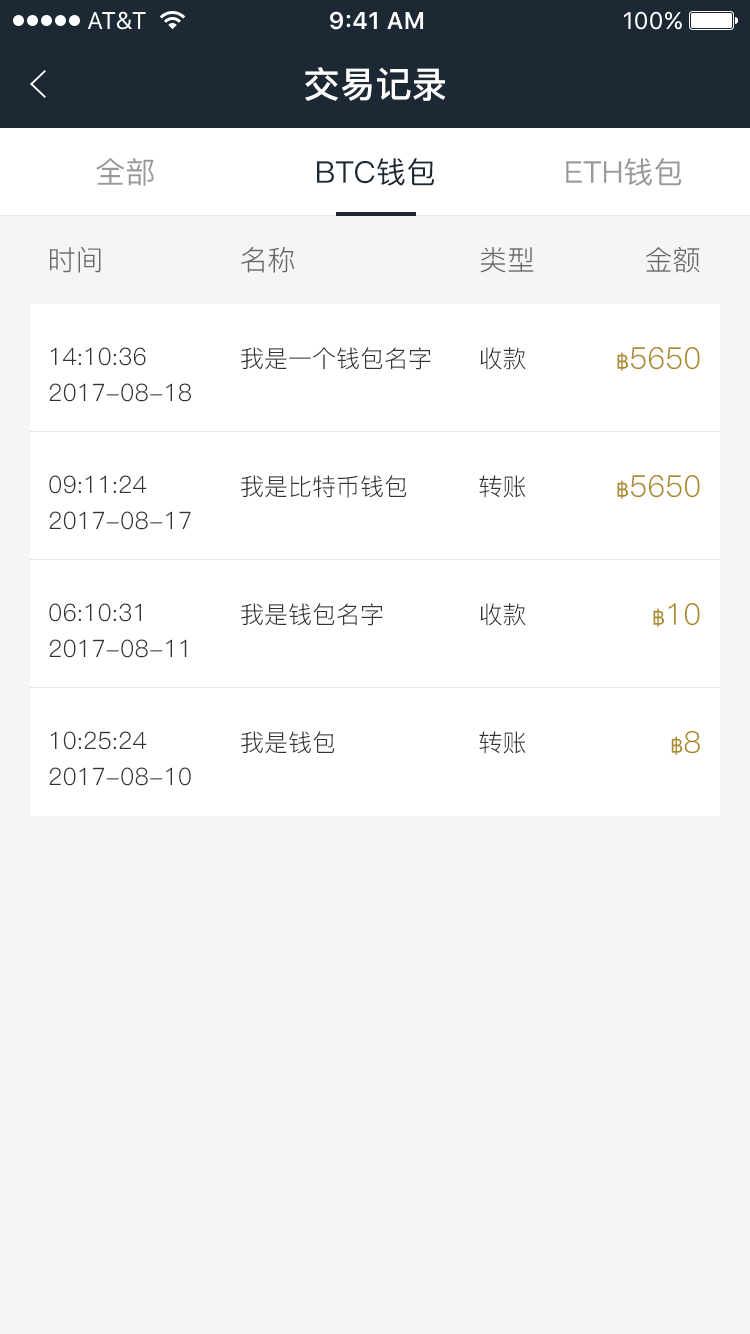 AT&T 9:41 AM 100%
交易记录
全部 BTC钱包 ETH钱包
时间 名称 类型 金额
14:10:36 我是一个钱包名字 收款 ฿5650
2017–08–18
09:11:24 我是比特币钱包 转账 ฿5650
2017–08–17
06:10:31 我是钱包名字 收款 ฿10
2017–08–11
10:25:24 我是钱包 转账 ฿8
2017–08–10